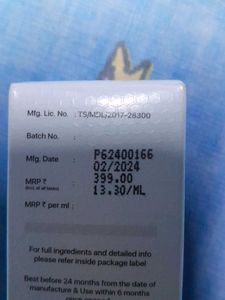 Mfg. Lic. No. : TS/MDL/2017-28300
Batch No. :
P62400166
Mfg. Date : 02/2024
MRP ₹ 399.00
(Incl. of all taxes) : 13.30/ML
MRP ₹ per ml :
For full ingredients and detailed info
please refer inside package label
Best before 24 months from the date of
manufacture & Use within 6 months